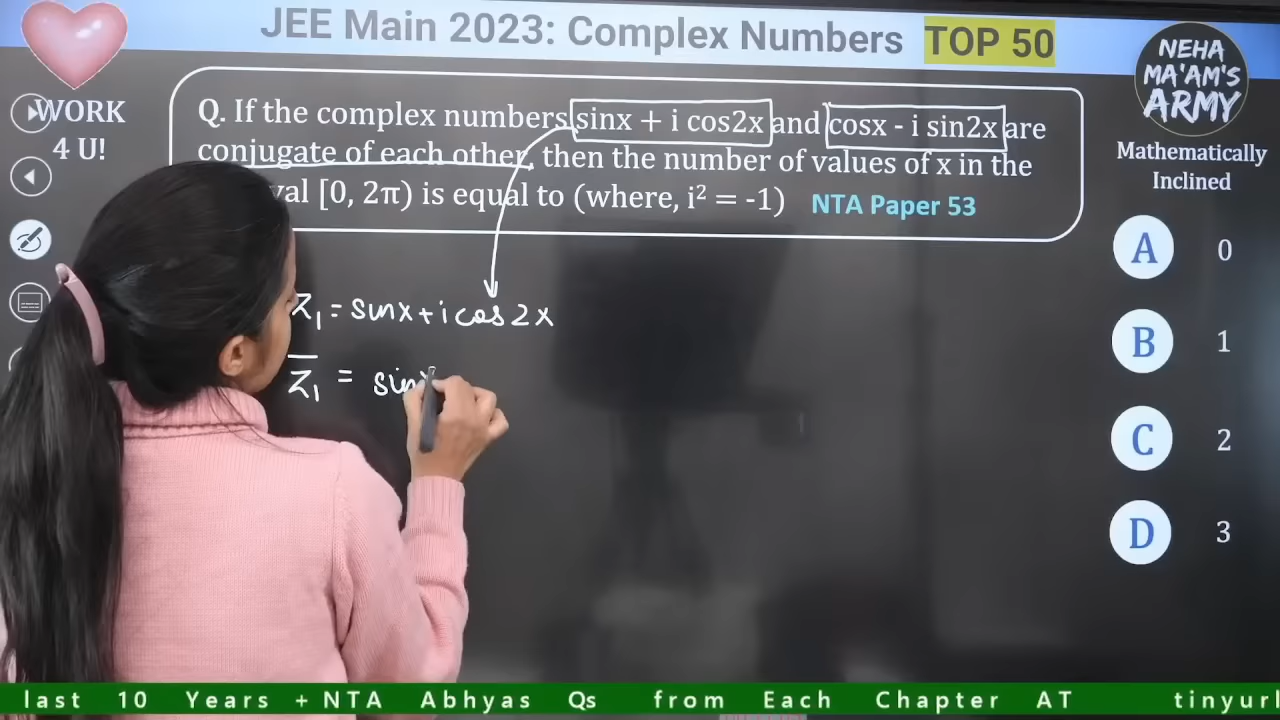 JEE Main 2023: Complex Numbers TOP 50
WORK
4 U!
NEHA
MA'AM'S
ARMY
Mathematically
Inclined
Q. If the complex numbers sinx + i cos2x and cosx - i sin2x are
conjugate of each other, then the number of values of x in the
val [0, 2π) is equal to (where, i² = -1) NTA Paper 53
A 0
B 1
C 2
D 3
z₁ = sinx + i cos 2x
z̅₁ = sinx
last 10 Years + NTA Abhyas Qs from Each Chapter AT tinyurl